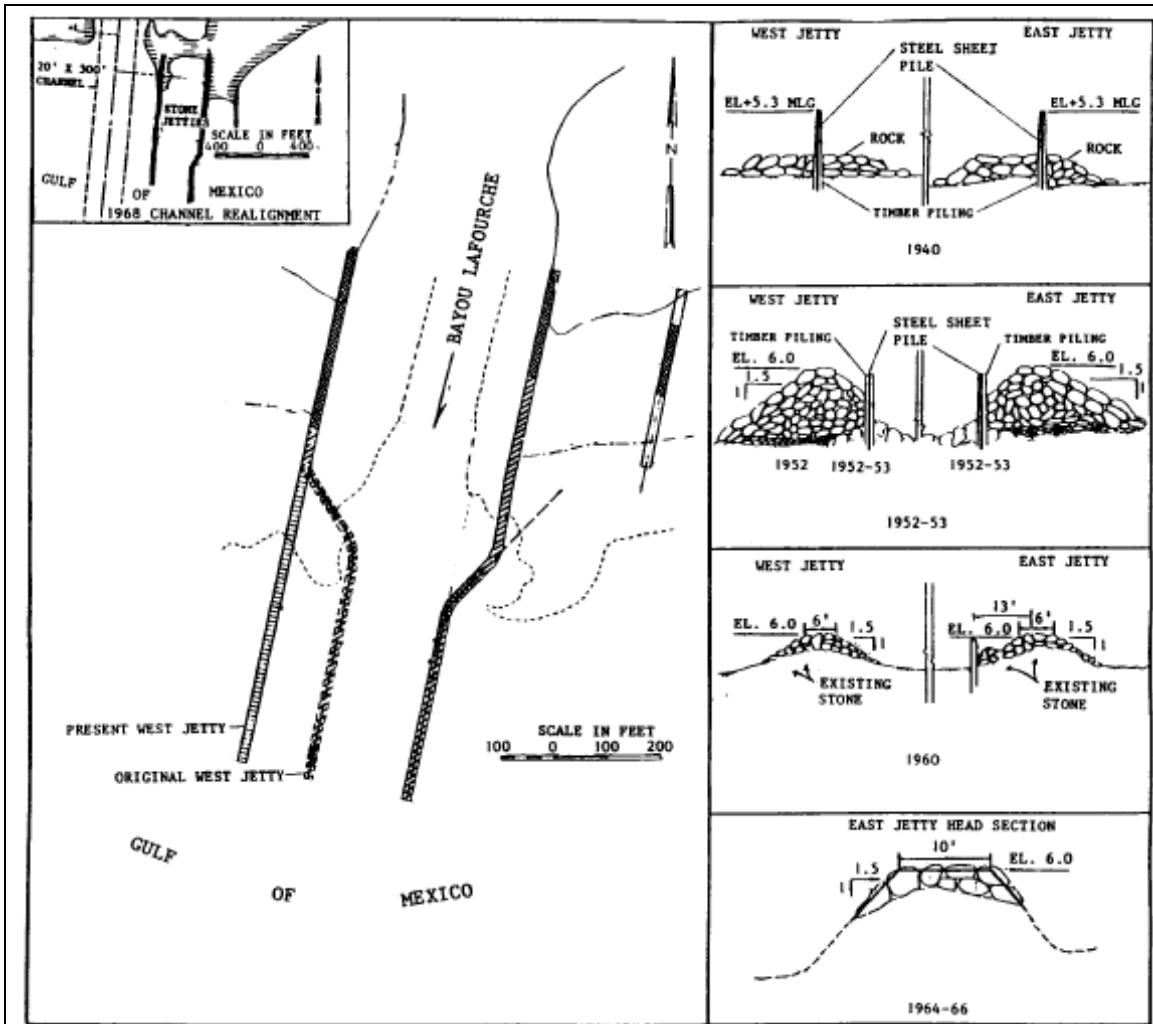 20' X 300'
CHANNEL
STONE
JETTIES
SCALE IN FEET
400 0 400
GULF
OF
MEXICO
1968 CHANNEL REALIGNMENT
N
BAYOU LAFOURCHE
PRESENT WEST JETTY
ORIGINAL WEST JETTY
SCALE IN FEET
100 0 100 200
GULF
OF
MEXICO
WEST JETTY
EAST JETTY
STEEL SHEET
PILE
EL+5.3 MLG
EL+5.3 MLG
ROCK
ROCK
TIMBER PILING
1940
WEST JETTY
EAST JETTY
STEEL SHEET
PILE
TIMBER PILING
TIMBER PILING
EL. 6.0
EL. 6.0
1.5
1
1.5
1
1952
1952-53
1952-53
1952-53
WEST JETTY
EAST JETTY
13'
EL. 6.0
6'
1.5
1
EL. 6.0
6'
1.5
1
EXISTING
STONE
EXISTING
STONE
1960
EAST JETTY HEAD SECTION
10'
1.5
1
EL. 6.0
1964-66